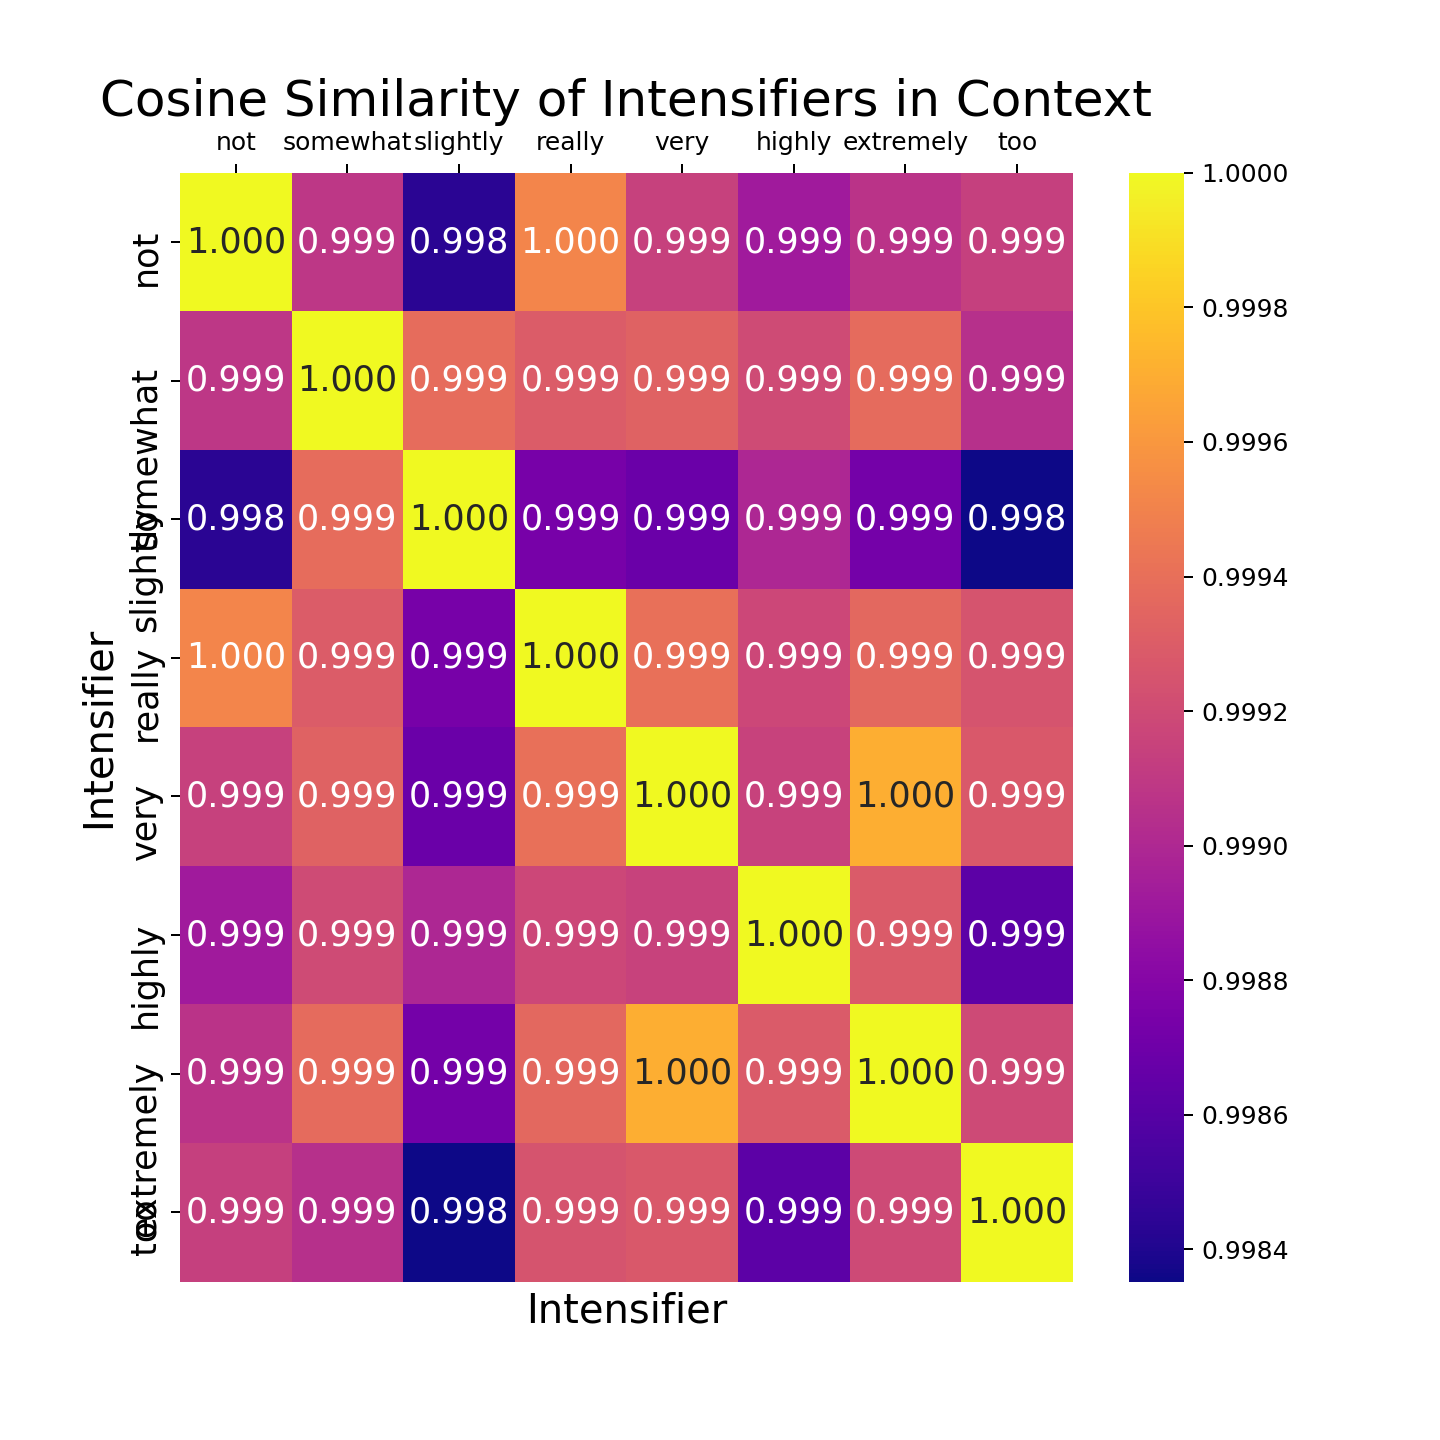 Cosine Similarity of Intensifiers in Context
not somewhat slightly really very highly extremely too
not 1.000 0.999 0.998 1.000 0.999 0.999 0.999 0.999
somewhat 0.999 1.000 0.999 0.999 0.999 0.999 0.999 0.999
slightly 0.998 0.999 1.000 0.999 0.999 0.999 0.999 0.998
really 1.000 0.999 0.999 1.000 0.999 0.999 0.999 0.999
very 0.999 0.999 0.999 0.999 1.000 0.999 1.000 0.999
highly 0.999 0.999 0.999 0.999 0.999 1.000 0.999 0.999
extremely 0.999 0.999 0.999 0.999 1.000 0.999 1.000 0.999
too 0.999 0.999 0.998 0.999 0.999 0.999 0.999 1.000
Intensifier
Intensifier
1.0000
0.9998
0.9996
0.9994
0.9992
0.9990
0.9988
0.9986
0.9984